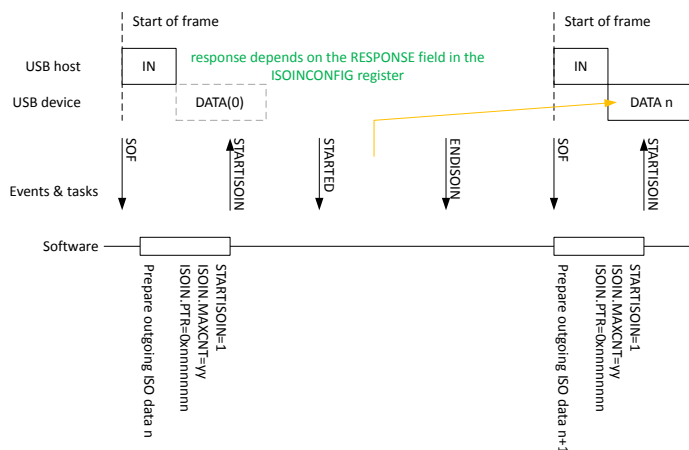 Start of frame
Start of frame
USB host
IN
response depends on the RESPONSE field in the
ISOINCONFIG register
IN
USB device
DATA(0)
DATA n
Events & tasks
SOF
STARTISOIN
STARTED
ENDISOIN
SOF
STARTISOIN
Software
STARTISOIN=1
ISOIN.MAXCNT=yy
ISOIN.PTR=0xnnnnnnnn
Prepare outgoing ISO data n
STARTISOIN=1
ISOIN.MAXCNT=yy
ISOIN.PTR=0xnnnnnnnn
Prepare outgoing ISO data n+1